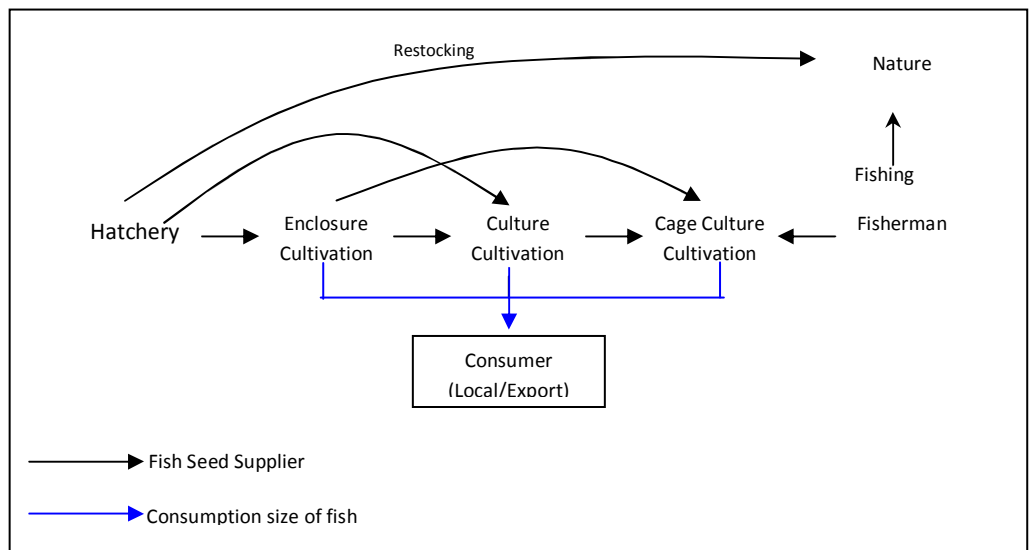 Restocking
Nature
Fishing
Hatchery
Enclosure
Cultivation
Culture
Cultivation
Cage Culture
Cultivation
Fisherman
Consumer
(Local/Export)
Fish Seed Supplier
Consumption size of fish